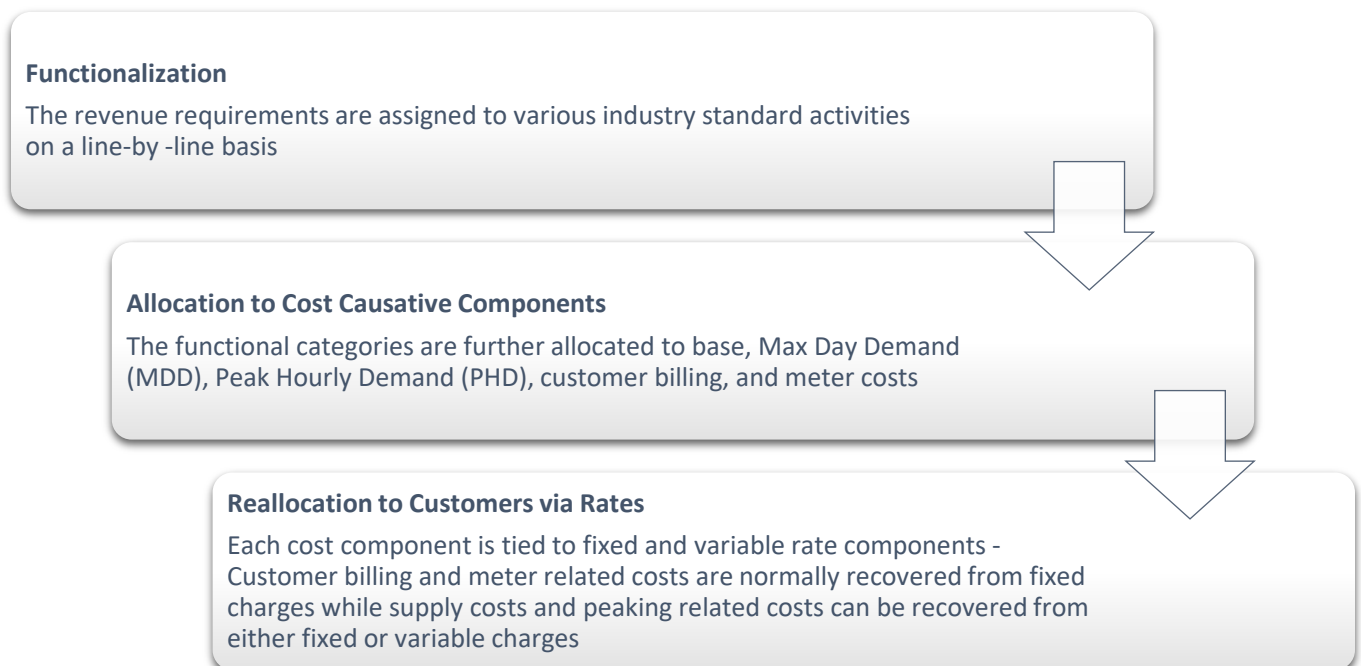 Functionalization
The revenue requirements are assigned to various industry standard activities
on a line-by -line basis
Allocation to Cost Causative Components
The functional categories are further allocated to base, Max Day Demand
(MDD), Peak Hourly Demand (PHD), customer billing, and meter costs
Reallocation to Customers via Rates
Each cost component is tied to fixed and variable rate components -
Customer billing and meter related costs are normally recovered from fixed
charges while supply costs and peaking related costs can be recovered from
either fixed or variable charges